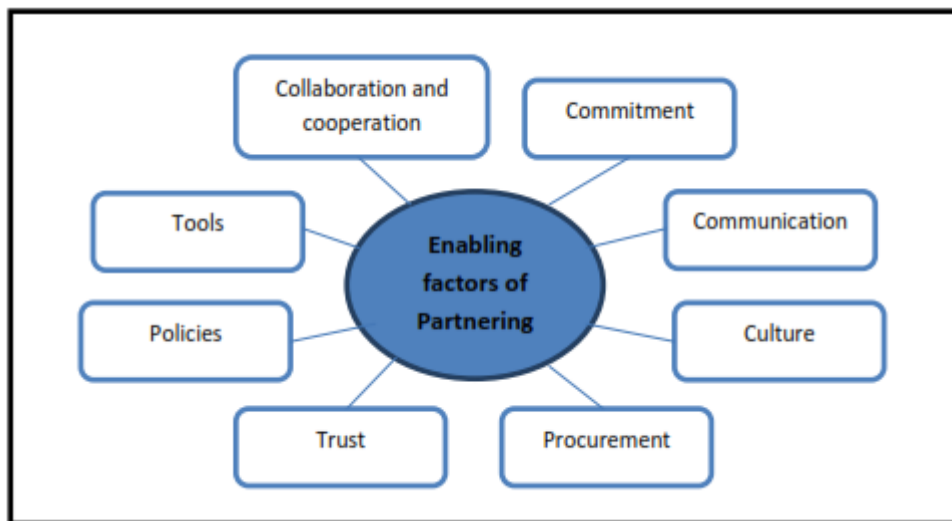 Collaboration and
cooperation
Commitment
Tools
Communication
Enabling
factors of
Partnering
Policies
Culture
Trust
Procurement